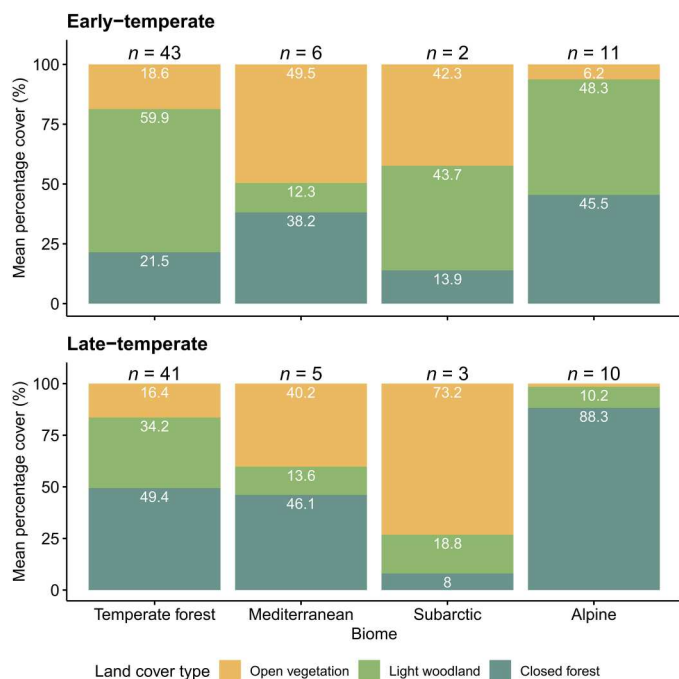 Early−temperate
n = 43 n = 6 n = 2 n = 11
100 18.6 49.5 42.3 6.2
48.3
75 59.9
Mean percentage cover (%)
50 12.3 43.7
38.2 45.5
25 21.5 13.9
0
Late−temperate
n = 41 n = 5 n = 3 n = 10
100 16.4 40.2 73.2 10.2
88.3
75 34.2
Mean percentage cover (%)
50 49.4 13.6
46.1
25 18.8
8
0
Temperate forest Mediterranean Subarctic Alpine
Biome
Land cover type Open vegetation Light woodland Closed forest